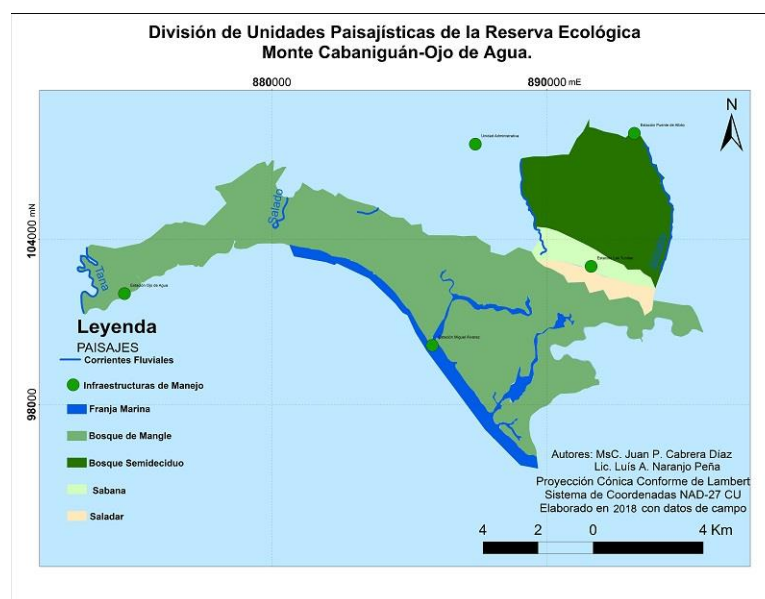 División de Unidades Paisajísticas de la Reserva Ecológica
Monte Cabaniguán-Ojo de Agua.
880000
890000 mE
N
104000 mN
98000
Unidad Administrativa
Salado
Tana
Estación Ojo de Agua
Leyenda
PAISAJES
Corrientes Fluviales
Infraestructuras de Manejo
Franja Marina
Bosque de Mangle
Bosque Semideciduo
Sabana
Saladar
Autores: MsC. Juan P. Cabrera Díaz
Lic. Luís A. Naranjo Peña
Proyección Cónica Conforme de Lambert
Sistema de Coordenadas NAD-27 CU
Elaborado en 2018 con datos de campo
4 2 0 4 Km